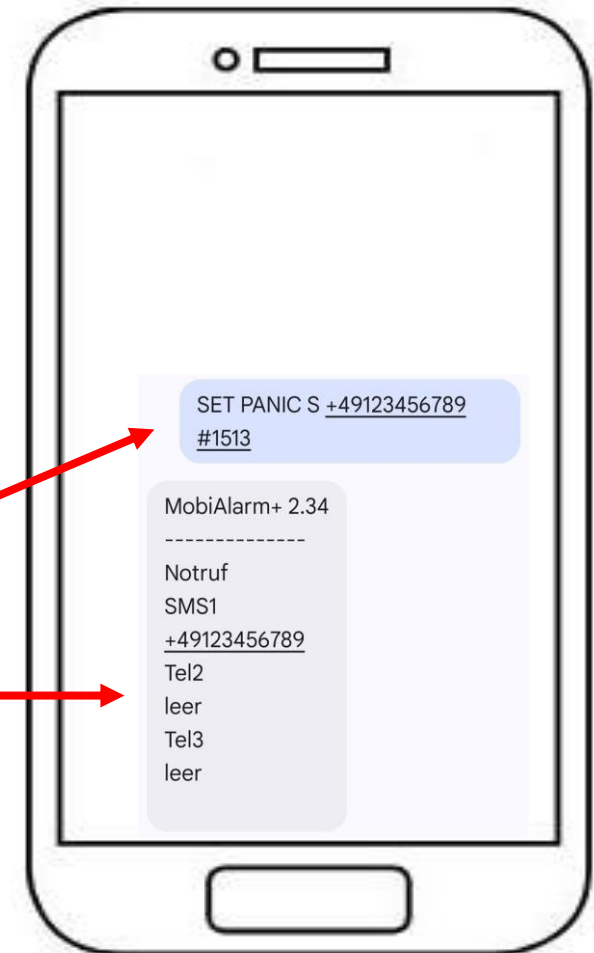 SET PANIC S +49123456789
#1513
MobiAlarm+ 2.34
--------------
Notruf
SMS1
+49123456789
Tel2
leer
Tel3
leer